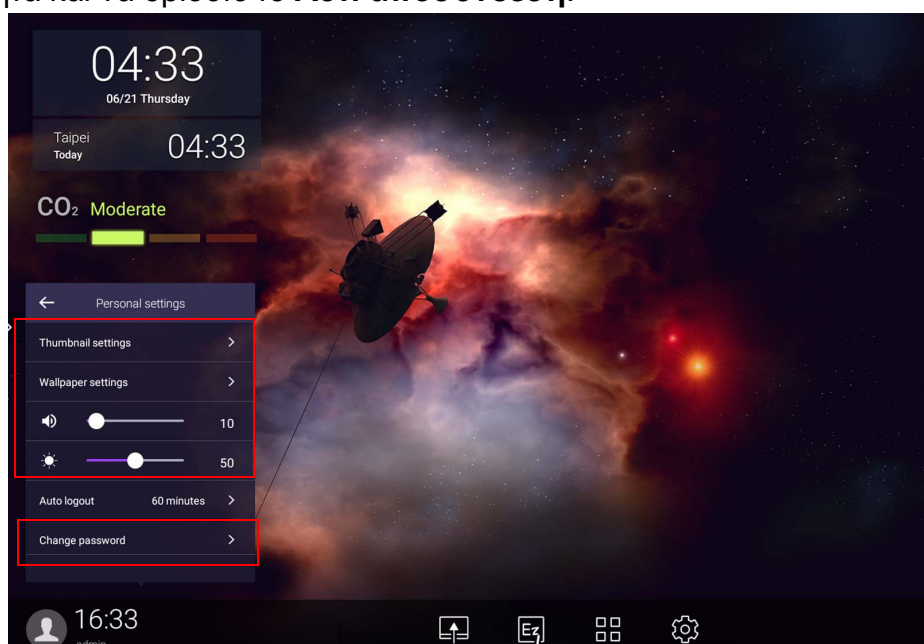 04:33
06/21 Thursday
Taipei
Today
04:33
CO₂ Moderate
Personal settings
Thumbnail settings
Wallpaper settings
10
50
Auto logout 60 minutes
Change password
16:33
admin